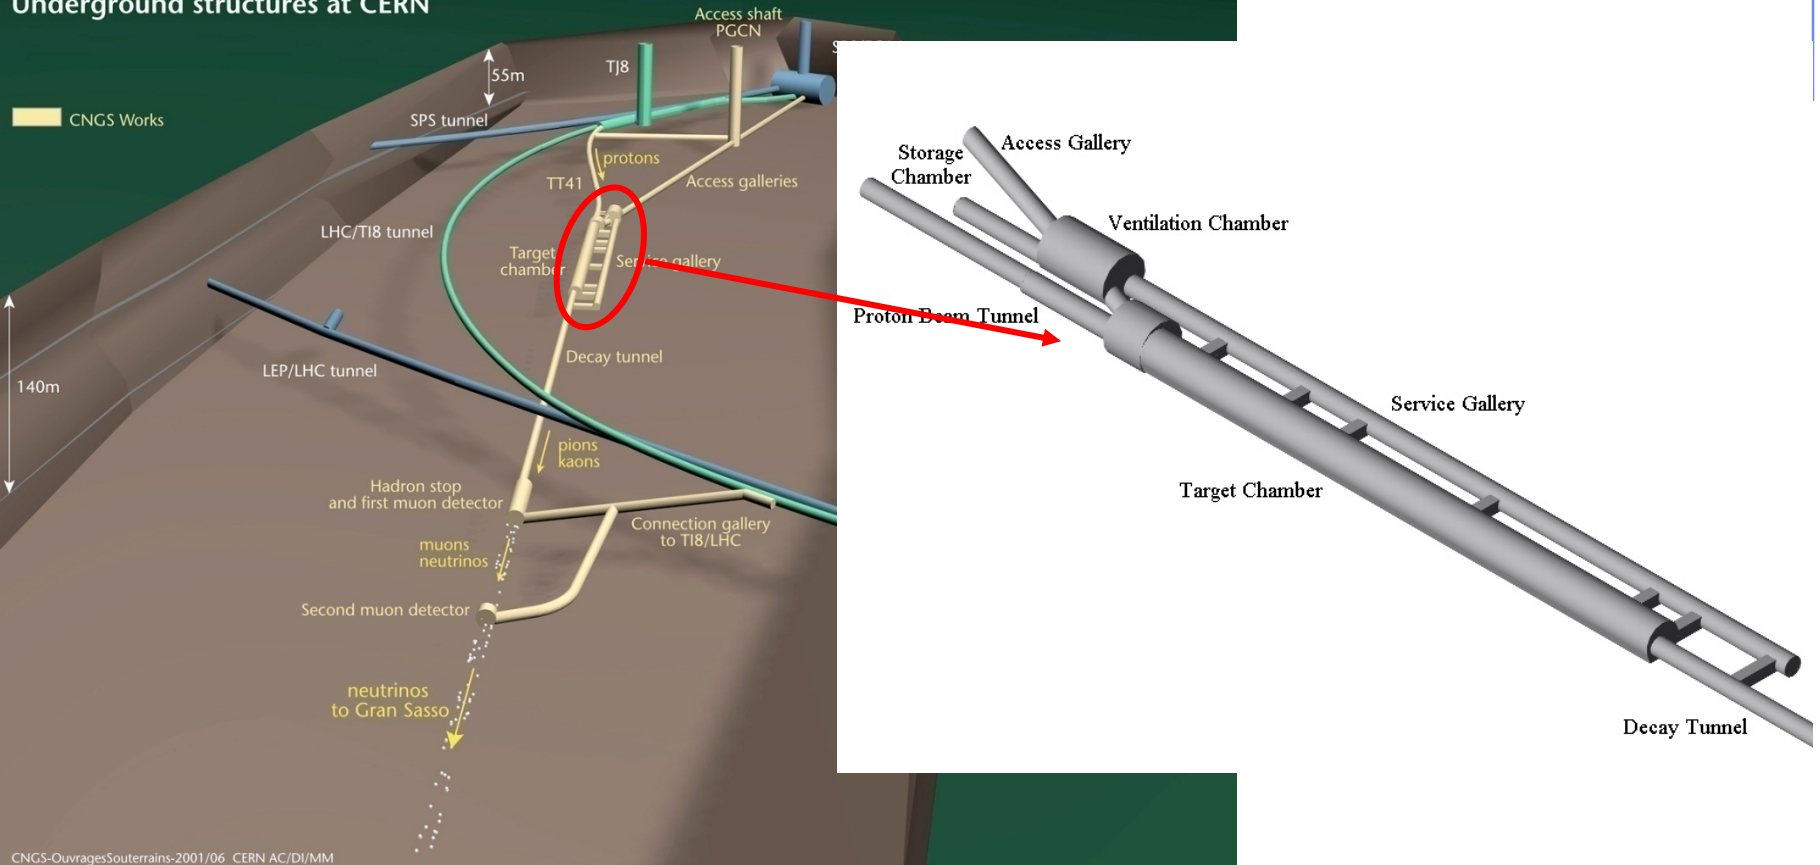 Underground structures at CERN
Access shaft
PGCN
TJ8
55m
CNGS Works
SPS tunnel
protons
TT41
Access galleries
LHC/TI8 tunnel
Target
chamber
Service gallery
Decay tunnel
LEP/LHC tunnel
140m
pions
kaons
Hadron stop
and first muon detector
Connection gallery
to TI8/LHC
muons
neutrinos
Second muon detector
neutrinos
to Gran Sasso
CNGS-OuvragesSouterrains-2001/06 CERN AC/DI/MM
Access Gallery
Storage
Chamber
Ventilation Chamber
Proton Beam Tunnel
Service Gallery
Target Chamber
Decay Tunnel